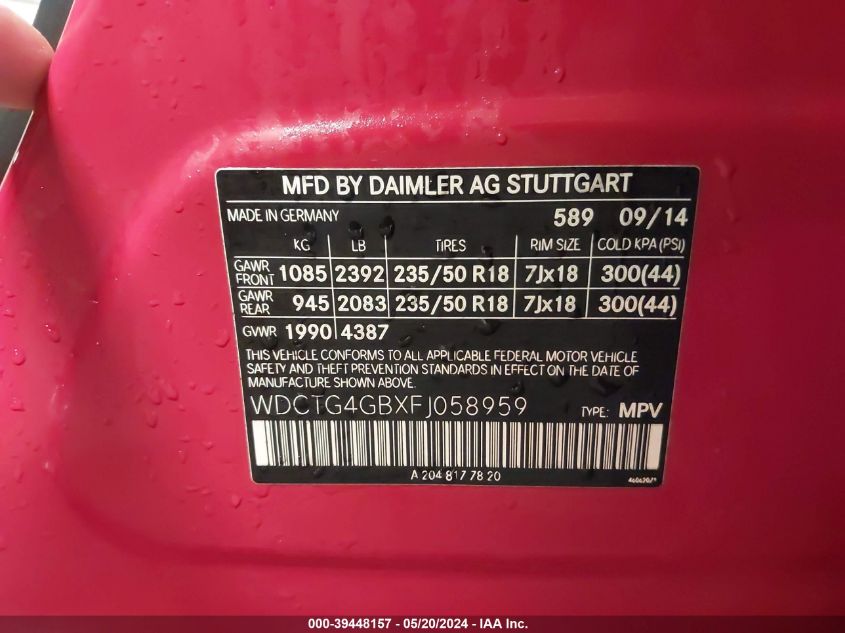 MFD BY DAIMLER AG STUTTGART
MADE IN GERMANY 589 09/14
KG LB TIRES RIM SIZE COLD KPA (PSI)
GAWR FRONT 1085 2392 235/50 R18 7Jx18 300(44)
GAWR REAR 945 2083 235/50 R18 7Jx18 300(44)
GVWR 1990 4387
THIS VEHICLE CONFORMS TO ALL APPLICABLE FEDERAL MOTOR VEHICLE
SAFETY AND THEFT PREVENTION STANDARDS IN EFFECT ON THE DATE OF
MANUFACTURE SHOWN ABOVE.
WDCTG4GBXFJ058959 TYPE: MPV
A 204 817 78 20
000-39448157 — 05/20/2024 — IAA Inc.